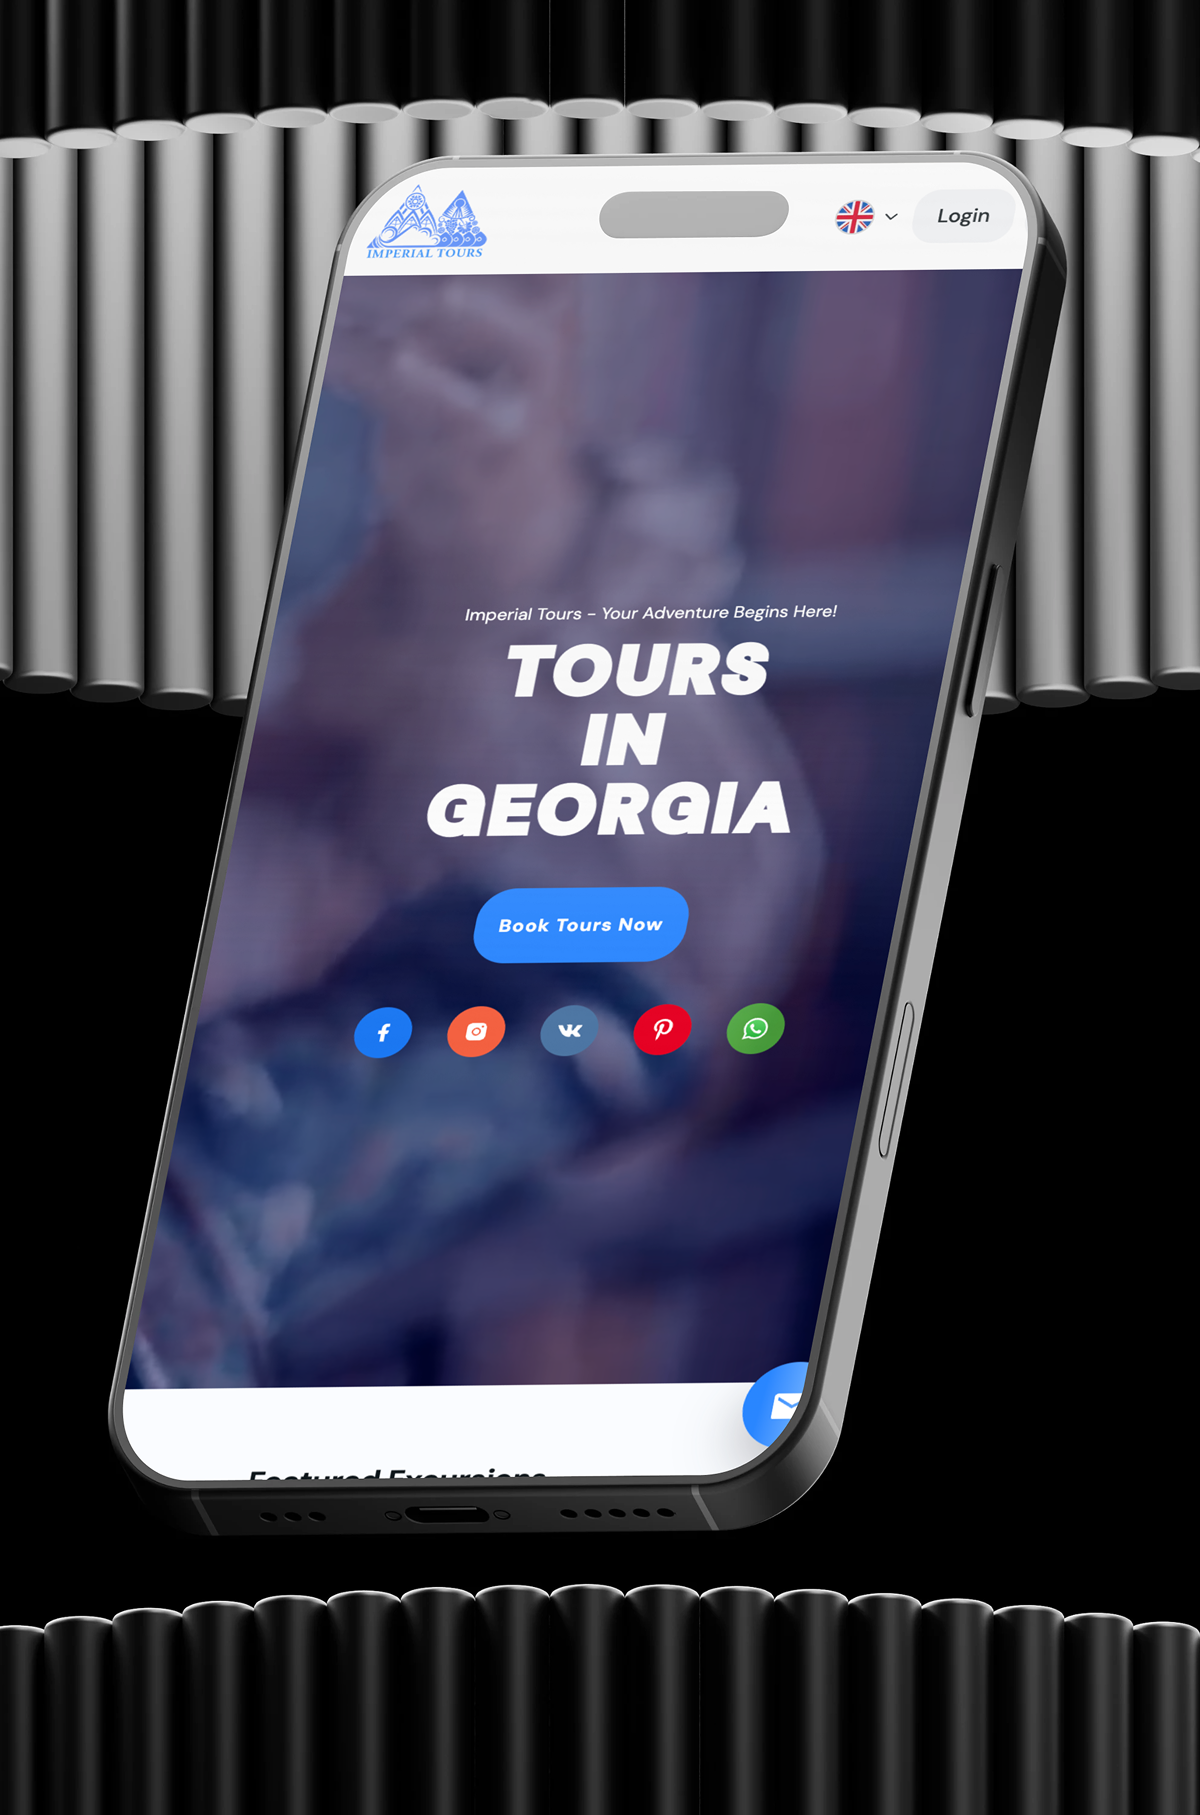 IMPERIAL TOURS
Login
Imperial Tours – Your Adventure Begins Here!
TOURS
IN
GEORGIA
Book Tours Now
Featured Excursions